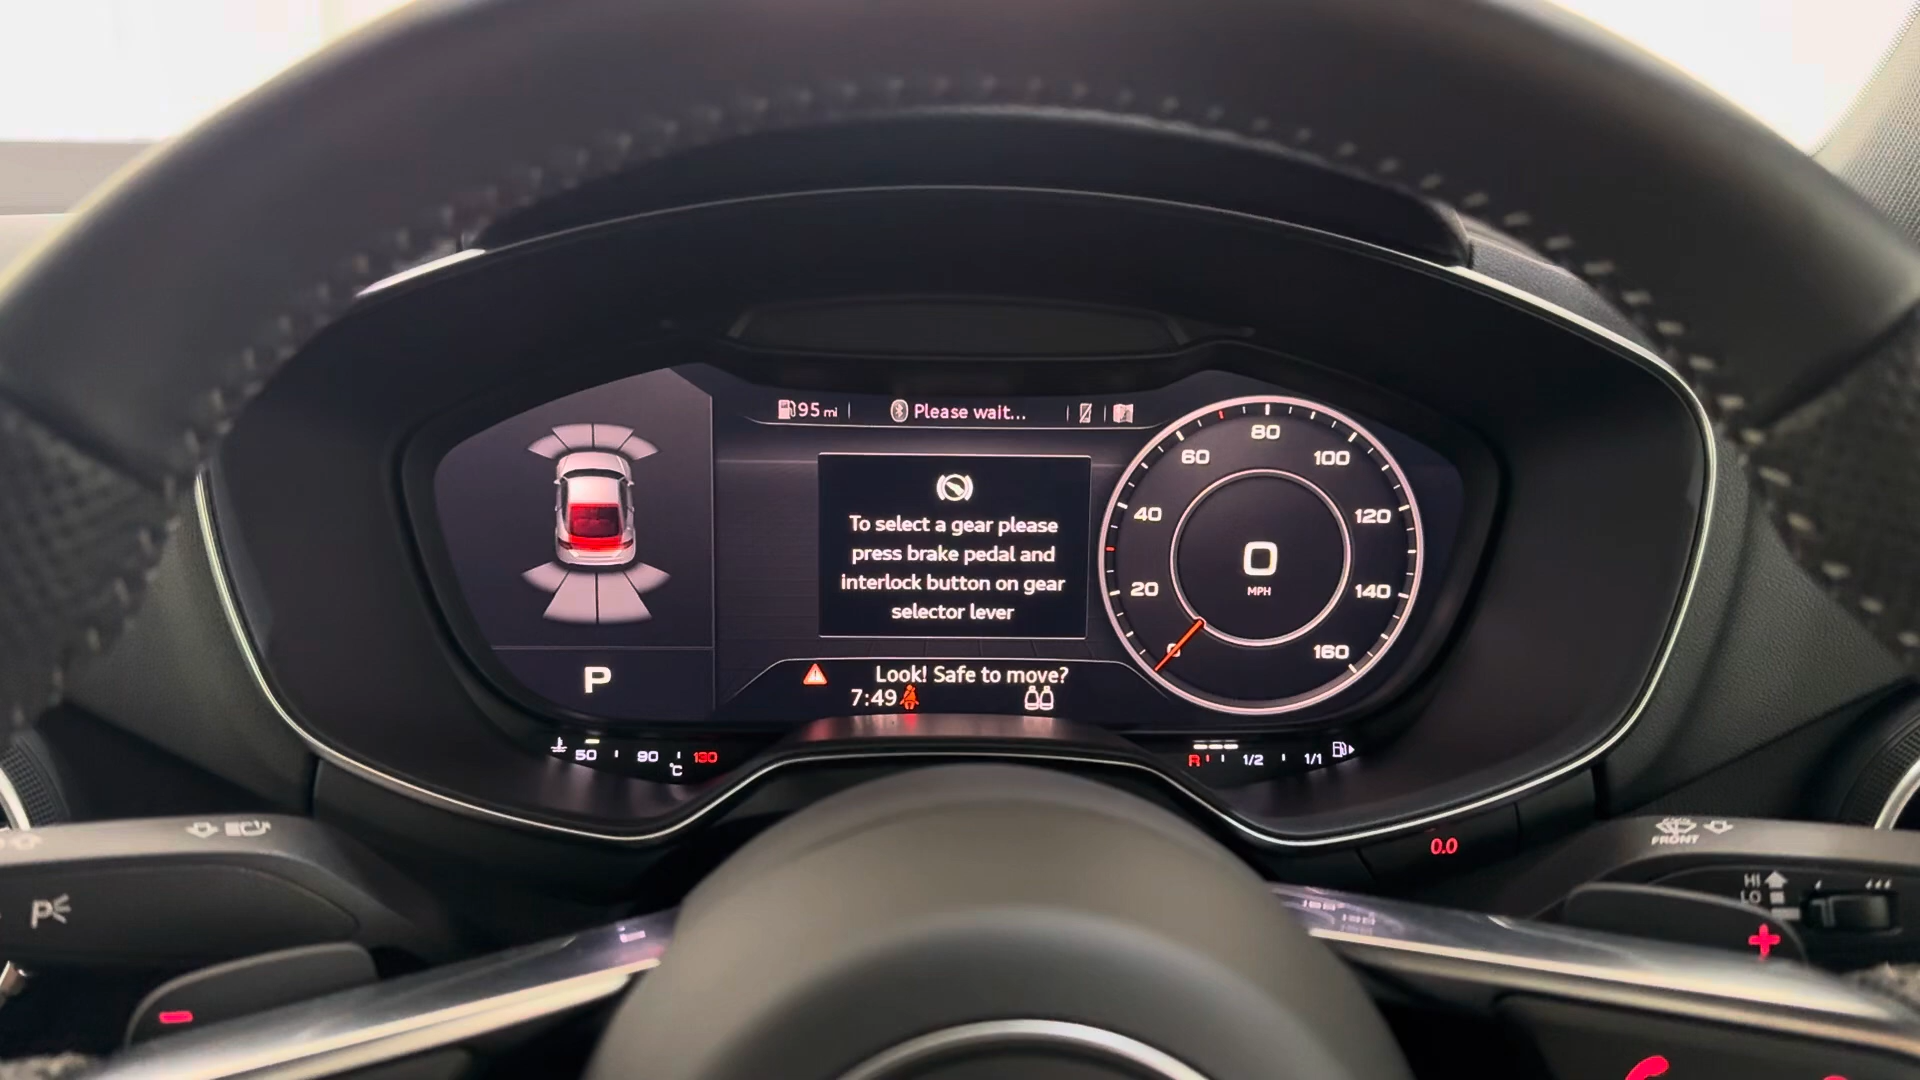 95 mi
Please wait...
To select a gear please
press brake pedal and
interlock button on gear
selector lever
Look! Safe to move?
7:49
P
0
20
40
60
80
100
120
140
160
0
MPH
50 90 130
°C
R 1/2 1/1
0.0
FRONT
HI
LO
P
+
-